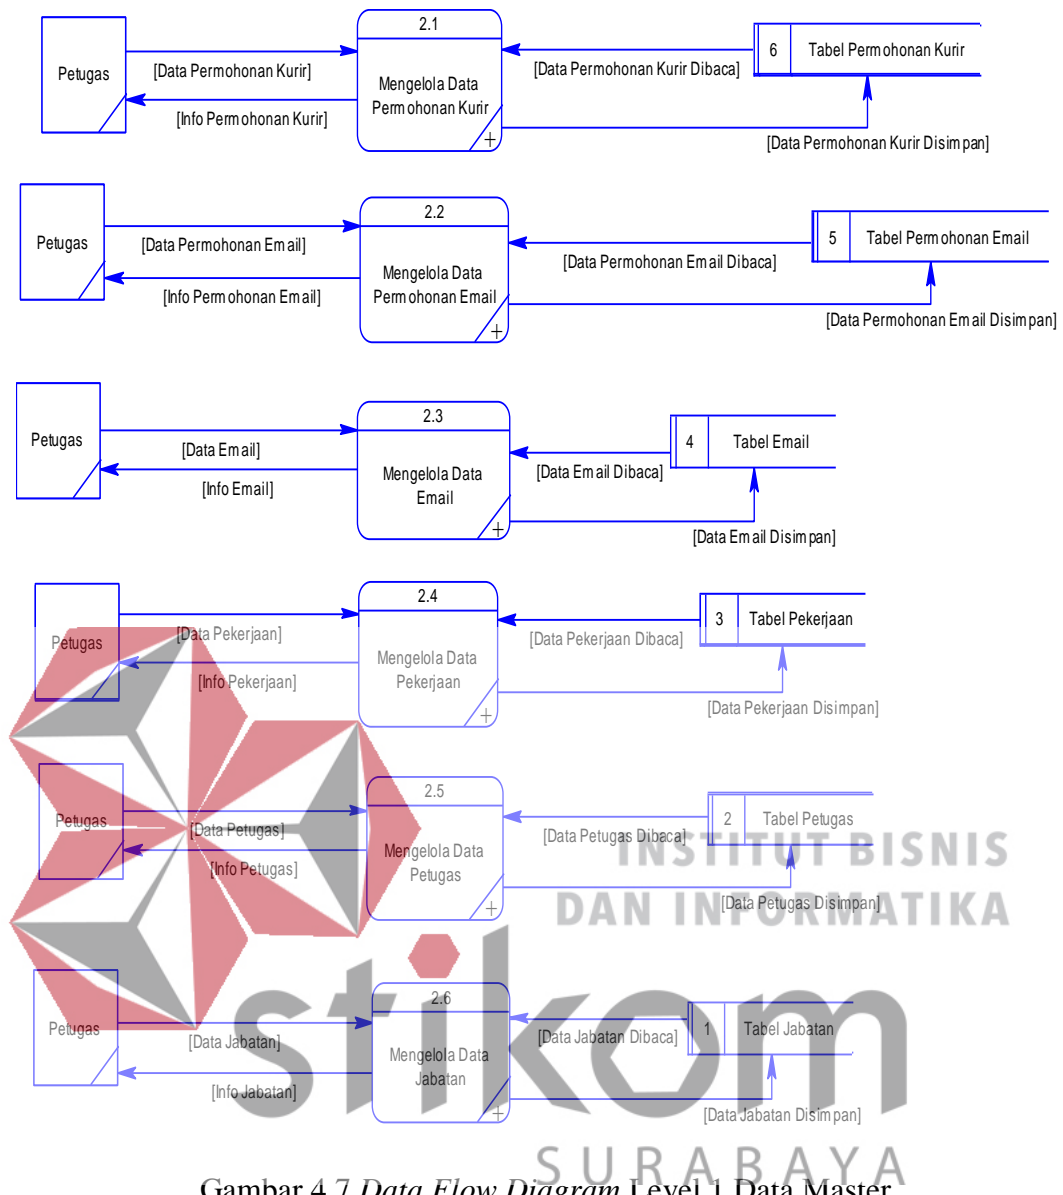 2.1
6
Tabel Permohonan Kurir
Petugas
[Data Permohonan Kurir]
[Data Permohonan Kurir Dibaca]
Mengelola Data
Permohonan Kurir
[Info Permohonan Kurir]
+
[Data Permohonan Kurir Disimpan]
2.2
5
Tabel Permohonan Email
Petugas
[Data Permohonan Email]
[Data Permohonan Email Dibaca]
Mengelola Data
Permohonan Email
[Info Permohonan Email]
+
[Data Permohonan Email Disimpan]
2.3
4
Tabel Email
Petugas
[Data Email]
[Data Email Dibaca]
Mengelola Data
Email
[Info Email]
+
[Data Email Disimpan]
2.4
3
Tabel Pekerjaan
Petugas
[Data Pekerjaan]
[Data Pekerjaan Dibaca]
Mengelola Data
Pekerjaan
[Info Pekerjaan]
+
[Data Pekerjaan Disimpan]
2.5
2
Tabel Petugas
Petugas
[Data Petugas]
[Data Petugas Dibaca]
Mengelola Data
Petugas
[Info Petugas]
+
[Data Petugas Disimpan]
INSTITUT BISNIS
DAN INFORMATIKA
stikom
SURABAYA
2.6
1
Tabel Jabatan
Petugas
[Data Jabatan]
[Data Jabatan Dibaca]
Mengelola Data
Jabatan
[Info Jabatan]
+
[Data Jabatan Disimpan]
Gambar 4.7 Data Flow Diagram Level 1 Data Master